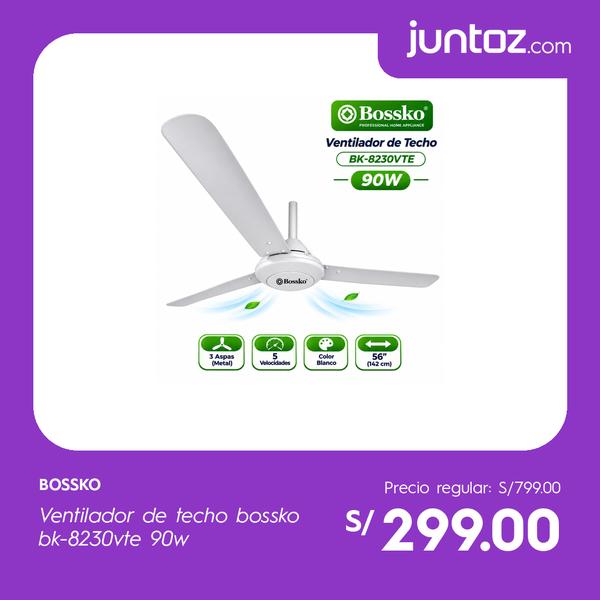 juntoz.com
Bossko®
PROFESSIONAL HOME APPLIANCE
Ventilador de Techo
BK-8230VTE
90W
Bossko
3 Aspas
(Metal)
5
Velocidades
Color
Blanco
56"
(142 cm)
BOSSKO
Ventilador de techo bossko
bk-8230vte 90w
Precio regular: S/799.00
S/ 299.00